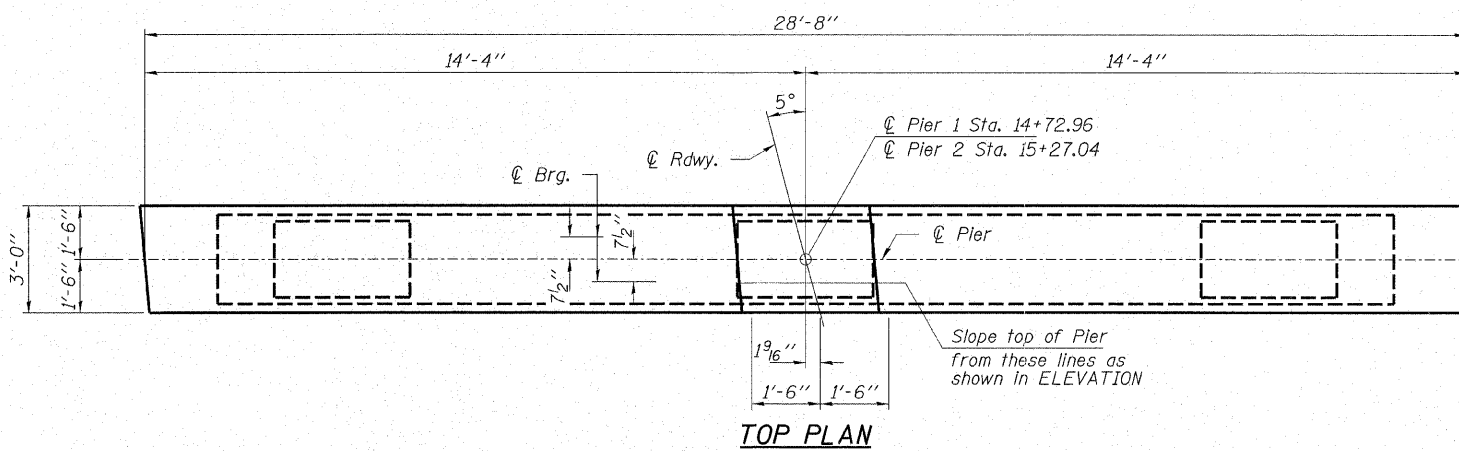 28'-8"
14'-4"
14'-4"
5°
℄ Pier 1 Sta. 14+72.96
℄ Pier 2 Sta. 15+27.04
℄ Rdwy.
℄ Brg.
3'-0"
1'-6"
1'-6"
7½"
7½"
℄ Pier
Slope top of Pier
from these lines as
shown in ELEVATION
1 9/16"
1'-6"
1'-6"
TOP PLAN